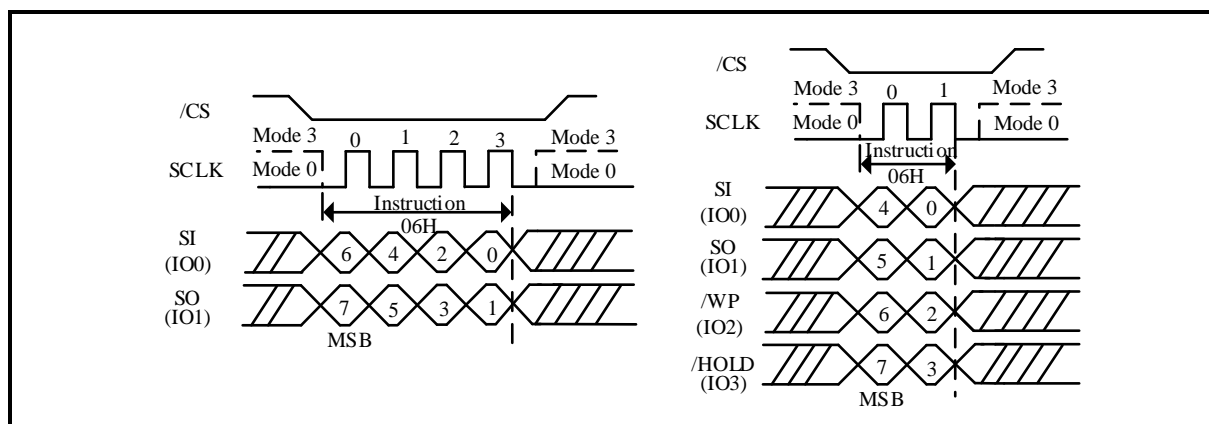 /CS
Mode 3 0 1 2 3 Mode 3
SCLK Mode 0 Mode 0
Instruction
06H
SI
(IO0) 6 4 2 0
SO
(IO1) 7 5 3 1
MSB
/CS
Mode 3 0 1 Mode 3
SCLK Mode 0 Mode 0
Instruction
06H
SI
(IO0) 4 0
SO
(IO1) 5 1
/WP
(IO2) 6 2
/HOLD
(IO3) 7 3
MSB